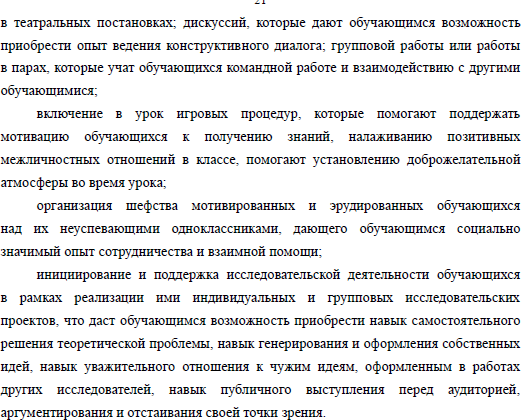 21
в театральных постановках; дискуссий, которые дают обучающимся возможность
приобрести опыт ведения конструктивного диалога; групповой работы или работы
в парах, которые учат обучающихся командной работе и взаимодействию с другими
обучающимися;
включение в урок игровых процедур, которые помогают поддержать
мотивацию обучающихся к получению знаний, налаживанию позитивных
межличностных отношений в классе, помогают установлению доброжелательной
атмосферы во время урока;
организация шефства мотивированных и эрудированных обучающихся
над их неуспевающими одноклассниками, дающего обучающимся социально
значимый опыт сотрудничества и взаимной помощи;
инициирование и поддержка исследовательской деятельности обучающихся
в рамках реализации ими индивидуальных и групповых исследовательских
проектов, что даст обучающимся возможность приобрести навык самостоятельного
решения теоретической проблемы, навык генерирования и оформления собственных
идей, навык уважительного отношения к чужим идеям, оформленным в работах
других исследователей, навык публичного выступления перед аудиторией,
аргументирования и отстаивания своей точки зрения.